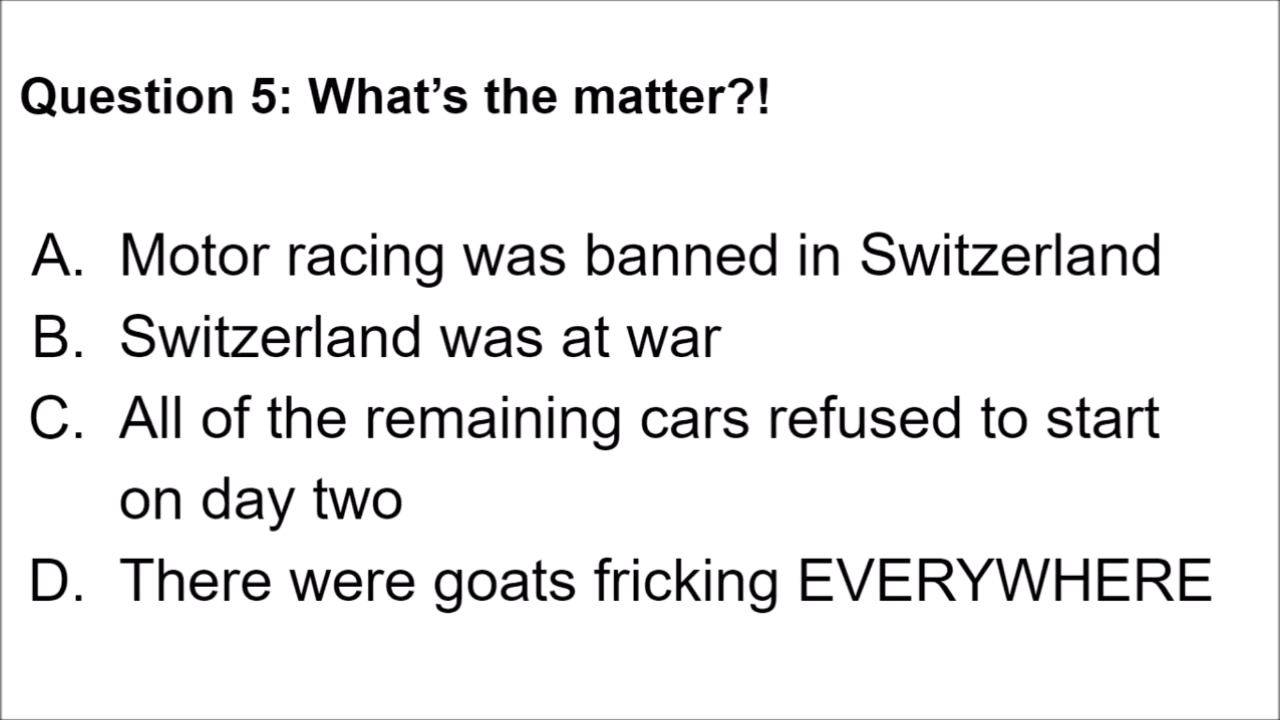 Question 5: What’s the matter?!
A. Motor racing was banned in Switzerland
B. Switzerland was at war
C. All of the remaining cars refused to start
on day two
D. There were goats fricking EVERYWHERE